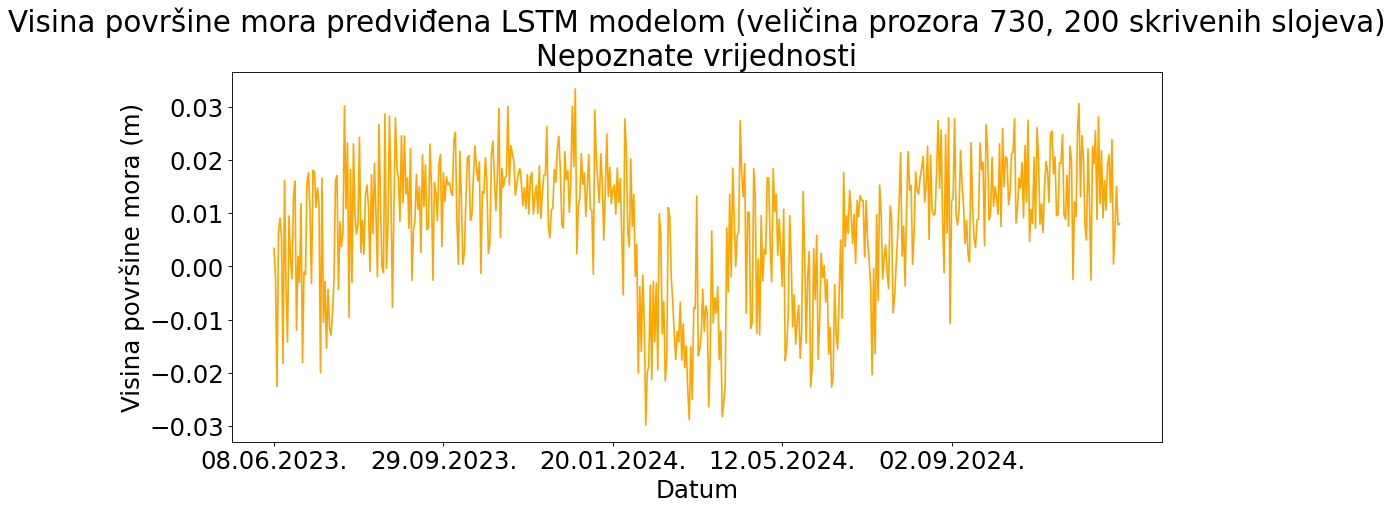 Visina površine mora predviđena LSTM modelom (veličina prozora 730, 200 skrivenih slojeva)
Nepoznate vrijednosti
Visina površine mora (m)
0.03
0.02
0.01
0.00
−0.01
−0.02
−0.03
08.06.2023. 29.09.2023. 20.01.2024. 12.05.2024. 02.09.2024.
Datum